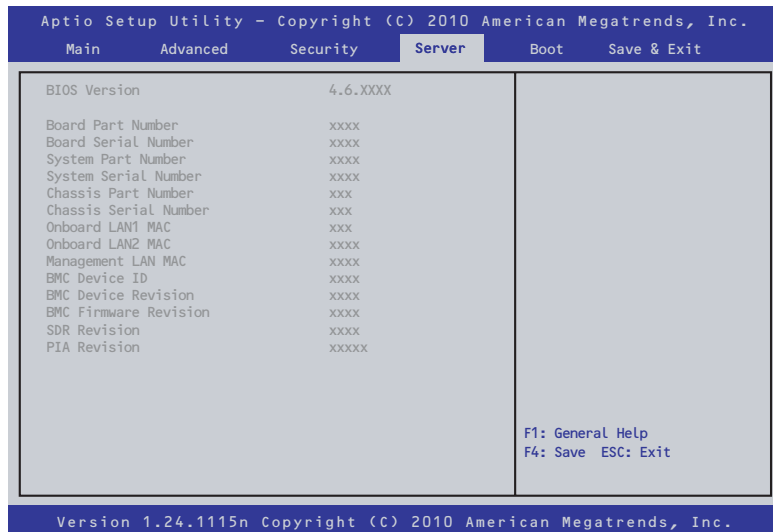 Aptio Setup Utility – Copyright (C) 2010 American Megatrends, Inc.
Main Advanced Security Server Boot Save & Exit
BIOS Version 4.6.XXXX
Board Part Number xxxx
Board Serial Number xxxx
System Part Number xxxx
System Serial Number xxxx
Chassis Part Number xxx
Chassis Serial Number xxx
Onboard LAN1 MAC xxx
Onboard LAN2 MAC xxxx
Management LAN MAC xxxx
BMC Device ID xxxx
BMC Device Revision xxxx
BMC Firmware Revision xxxx
SDR Revision xxxx
PIA Revision xxxxx
F1: General Help
F4: Save ESC: Exit
Version 1.24.1115n Copyright (C) 2010 American Megatrends, Inc.